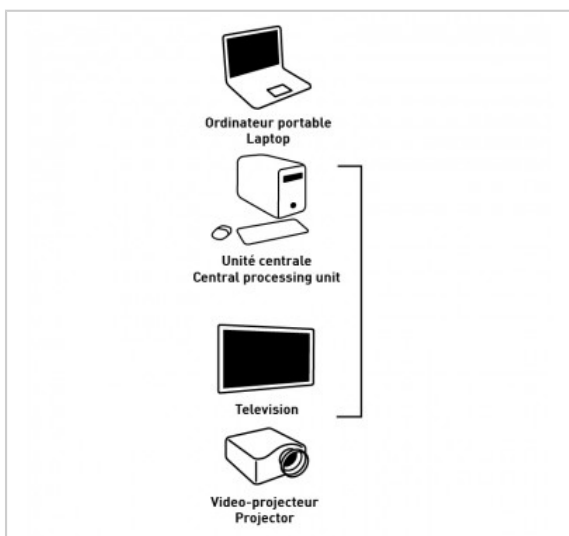 Ordinateur portable
Laptop
Unité centrale
Central processing unit
Television
Video-projecteur
Projector